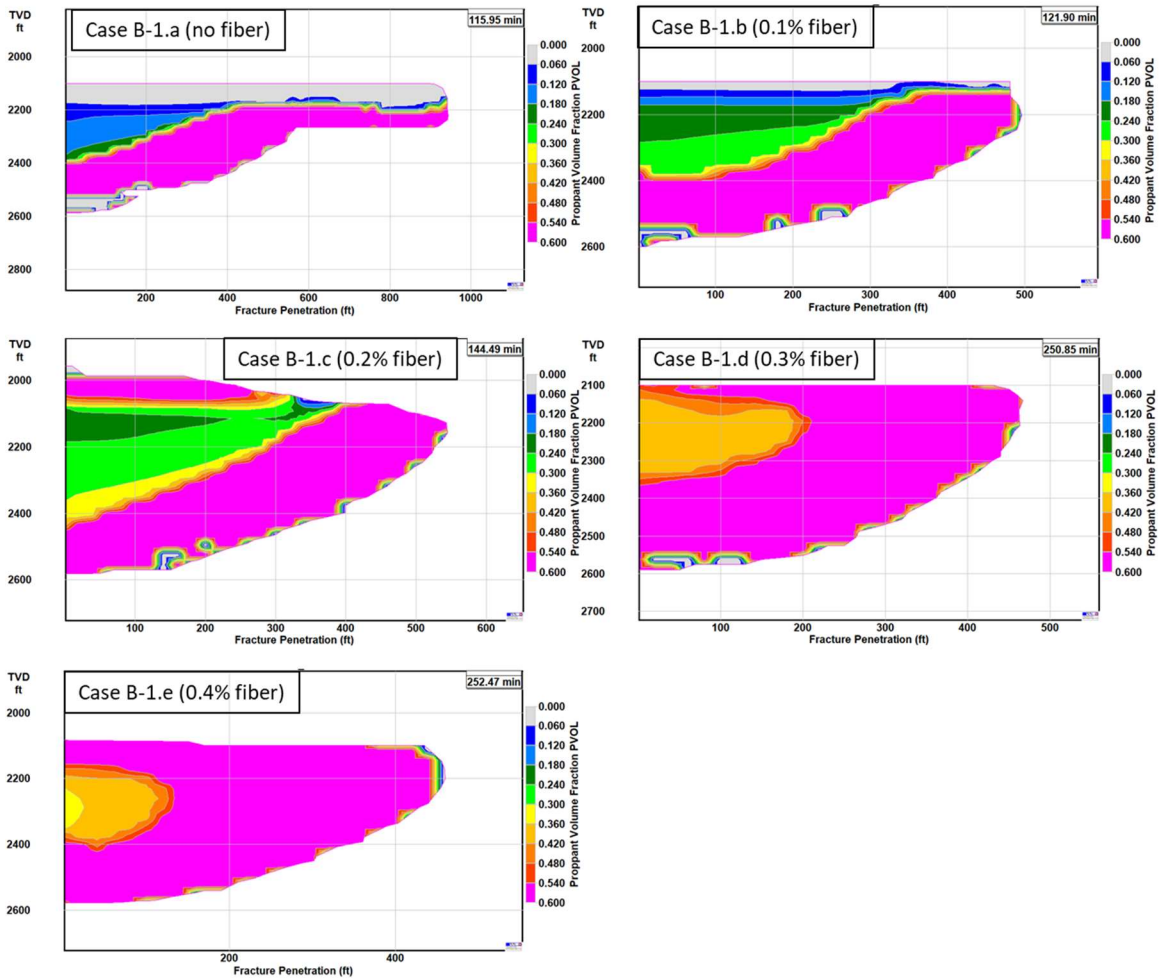 TVD
ft
Case B-1.a (no fiber)
115.95 min
2000
2200
2400
2600
2800
200 400 600 800 1000
Fracture Penetration (ft)
0.000
0.060
0.120
0.180
0.240
0.300
0.360
0.420
0.480
0.540
0.600
Proppant Volume Fraction PVOL
TVD
ft
Case B-1.b (0.1% fiber)
121.90 min
2000
2200
2400
2600
100 200 300 400 500
Fracture Penetration (ft)
0.000
0.060
0.120
0.180
0.240
0.300
0.360
0.420
0.480
0.540
0.600
Proppant Volume Fraction PVOL
TVD
ft
Case B-1.c (0.2% fiber)
144.49 min
2000
2200
2400
2600
100 200 300 400 500 600
Fracture Penetration (ft)
0.000
0.060
0.120
0.180
0.240
0.300
0.360
0.420
0.480
0.540
0.600
Proppant Volume Fraction PVOL
TVD
ft
Case B-1.d (0.3% fiber)
250.85 min
2100
2200
2300
2400
2500
2600
2700
100 200 300 400 500
Fracture Penetration (ft)
0.000
0.060
0.120
0.180
0.240
0.300
0.360
0.420
0.480
0.540
0.600
Proppant Volume Fraction PVOL
TVD
ft
Case B-1.e (0.4% fiber)
252.47 min
2000
2200
2400
2600
200 400
Fracture Penetration (ft)
0.000
0.060
0.120
0.180
0.240
0.300
0.360
0.420
0.480
0.540
0.600
Proppant Volume Fraction PVOL